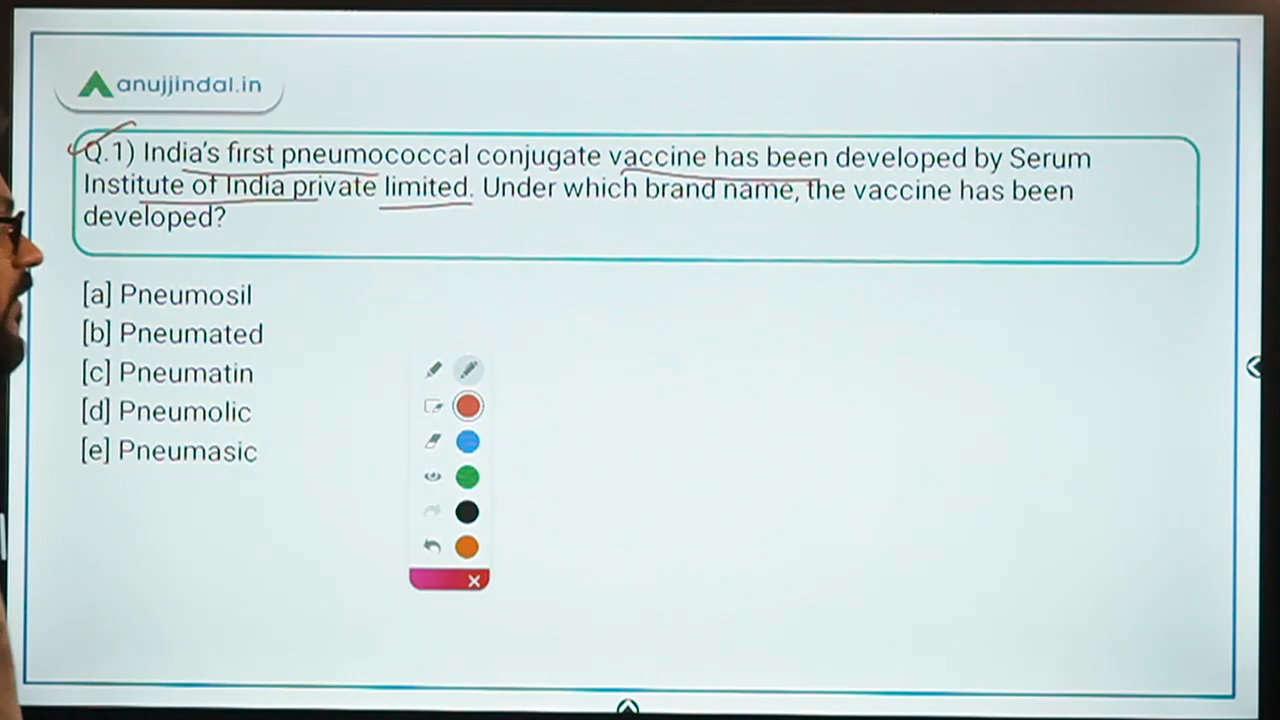 anujjindal.in
Q.1) India's first pneumococcal conjugate vaccine has been developed by Serum
Institute of India private limited. Under which brand name, the vaccine has been
developed?
[a] Pneumosil
[b] Pneumated
[c] Pneumatin
[d] Pneumolic
[e] Pneumasic